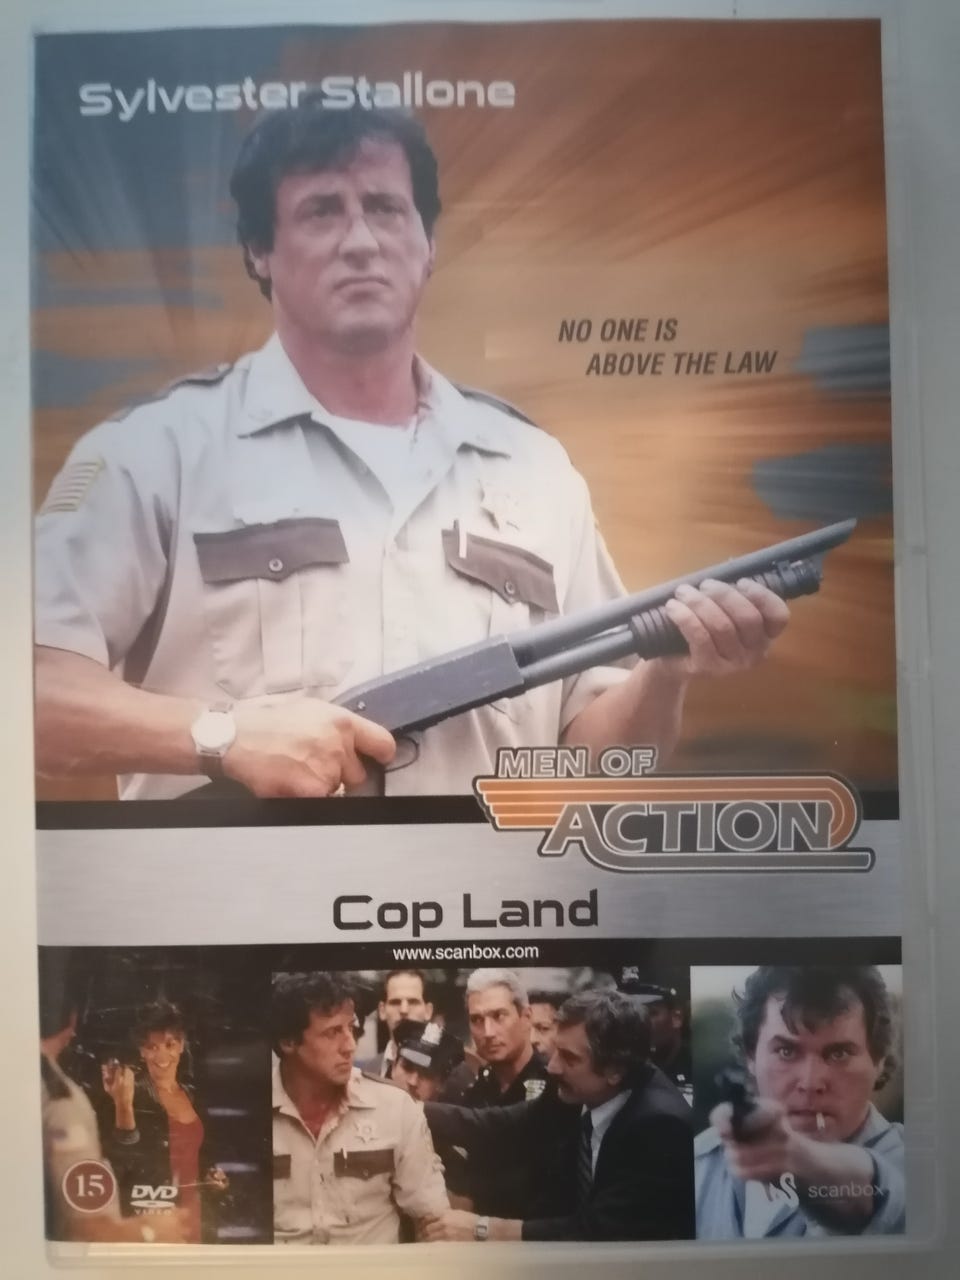 Sylvester Stallone
NO ONE IS
ABOVE THE LAW
MEN OF
ACTION
Cop Land
www.scanbox.com
15
DVD
VIDEO
scanbox